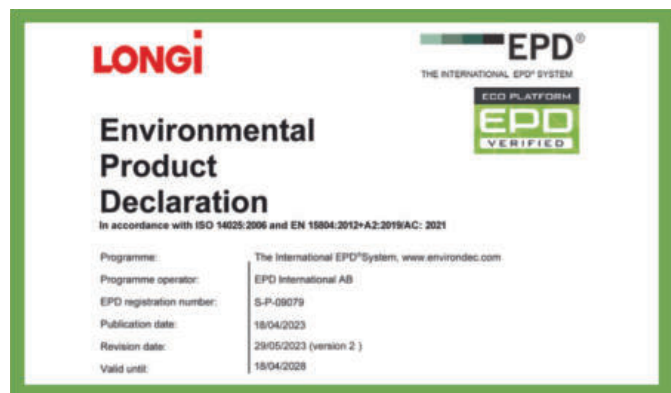 LONGi
EPD®
THE INTERNATIONAL EPD® SYSTEM
ECO PLATFORM
EPD
VERIFIED
Environmental
Product
Declaration
In accordance with ISO 14025:2006 and EN 15804:2012+A2:2019/AC: 2021
Programme: The International EPD®System, www.environdec.com
Programme operator: EPD International AB
EPD registration number: S-P-09079
Publication date: 18/04/2023
Revision date: 29/05/2023 (version 2 )
Valid until: 18/04/2028